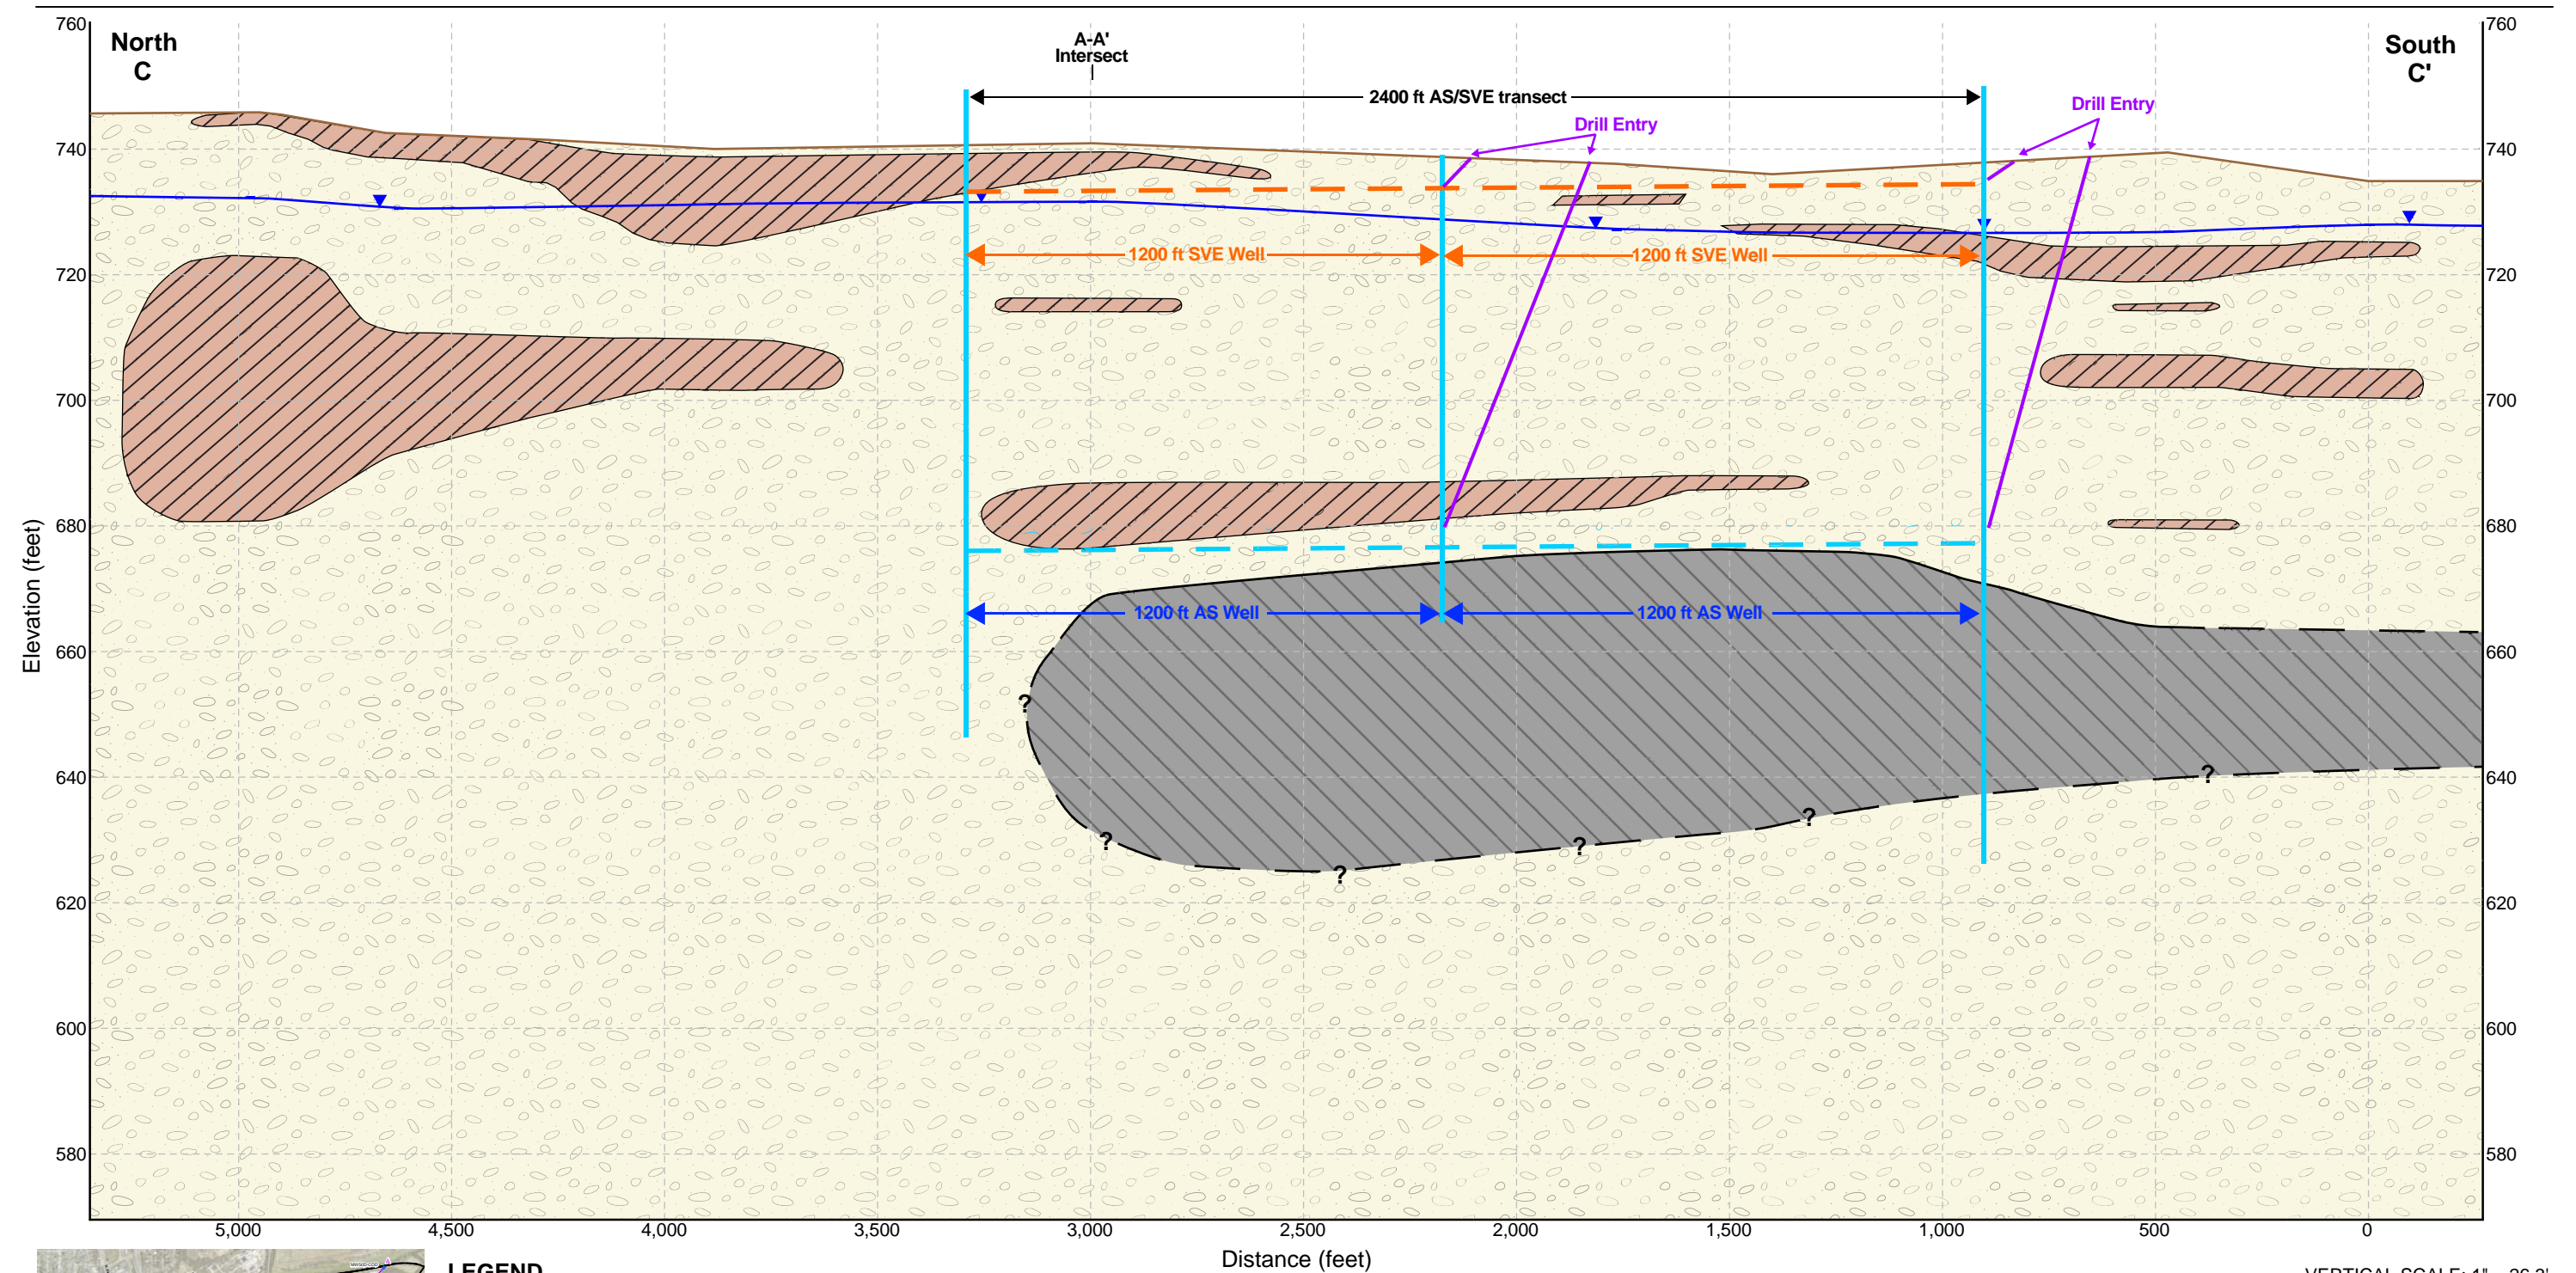 760
760
North
C
A-A'
Intersect
South
C'
2400 ft AS/SVE transect
Drill Entry
Drill Entry
740
740
1200 ft SVE Well
1200 ft SVE Well
720
720
700
700
680
680
1200 ft AS Well
1200 ft AS Well
660
660
?
640
640
?
?
?
?
?
620
620
600
600
580
580
Elevation (feet)
5,000
4,500
4,000
3,500
3,000
2,500
2,000
1,500
1,000
500
0
Distance (feet)
LEGEND